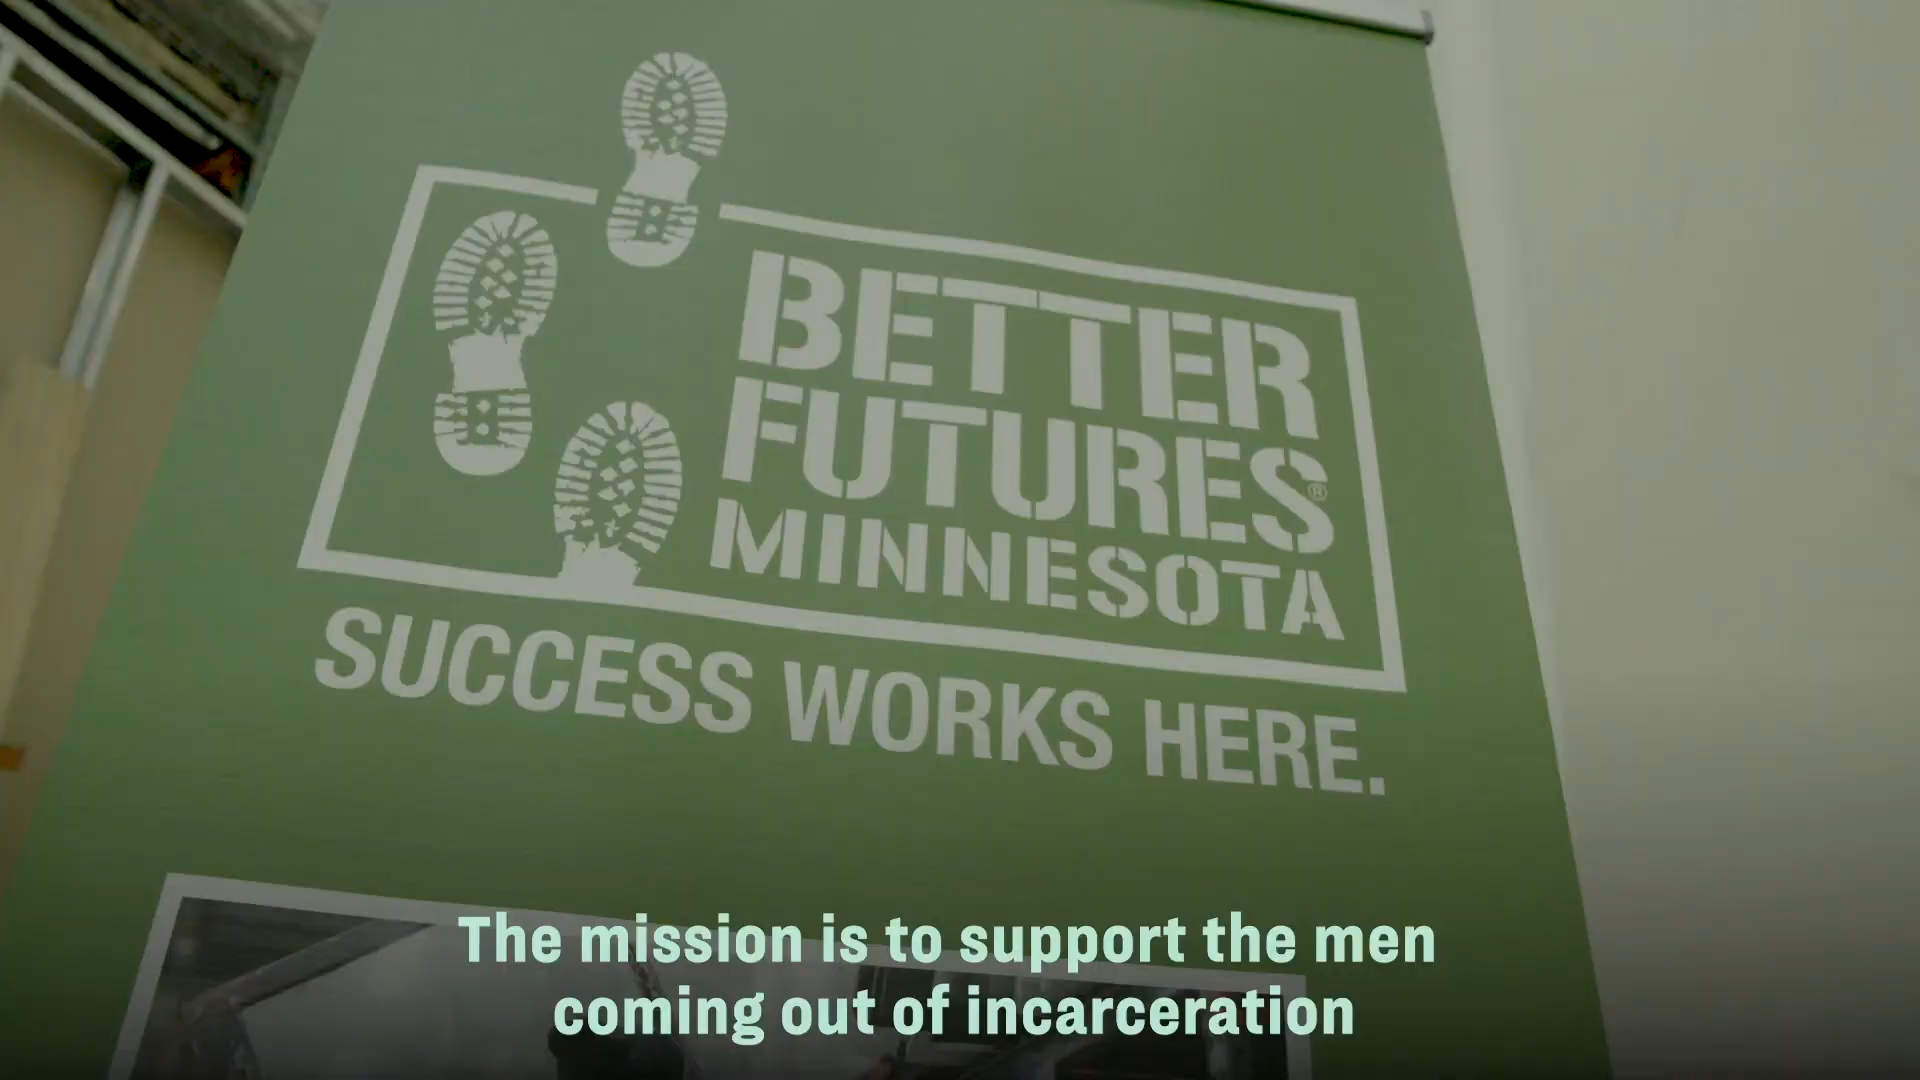 BETTER
FUTURES®
MINNESOTA
SUCCESS WORKS HERE.
The mission is to support the men
coming out of incarceration